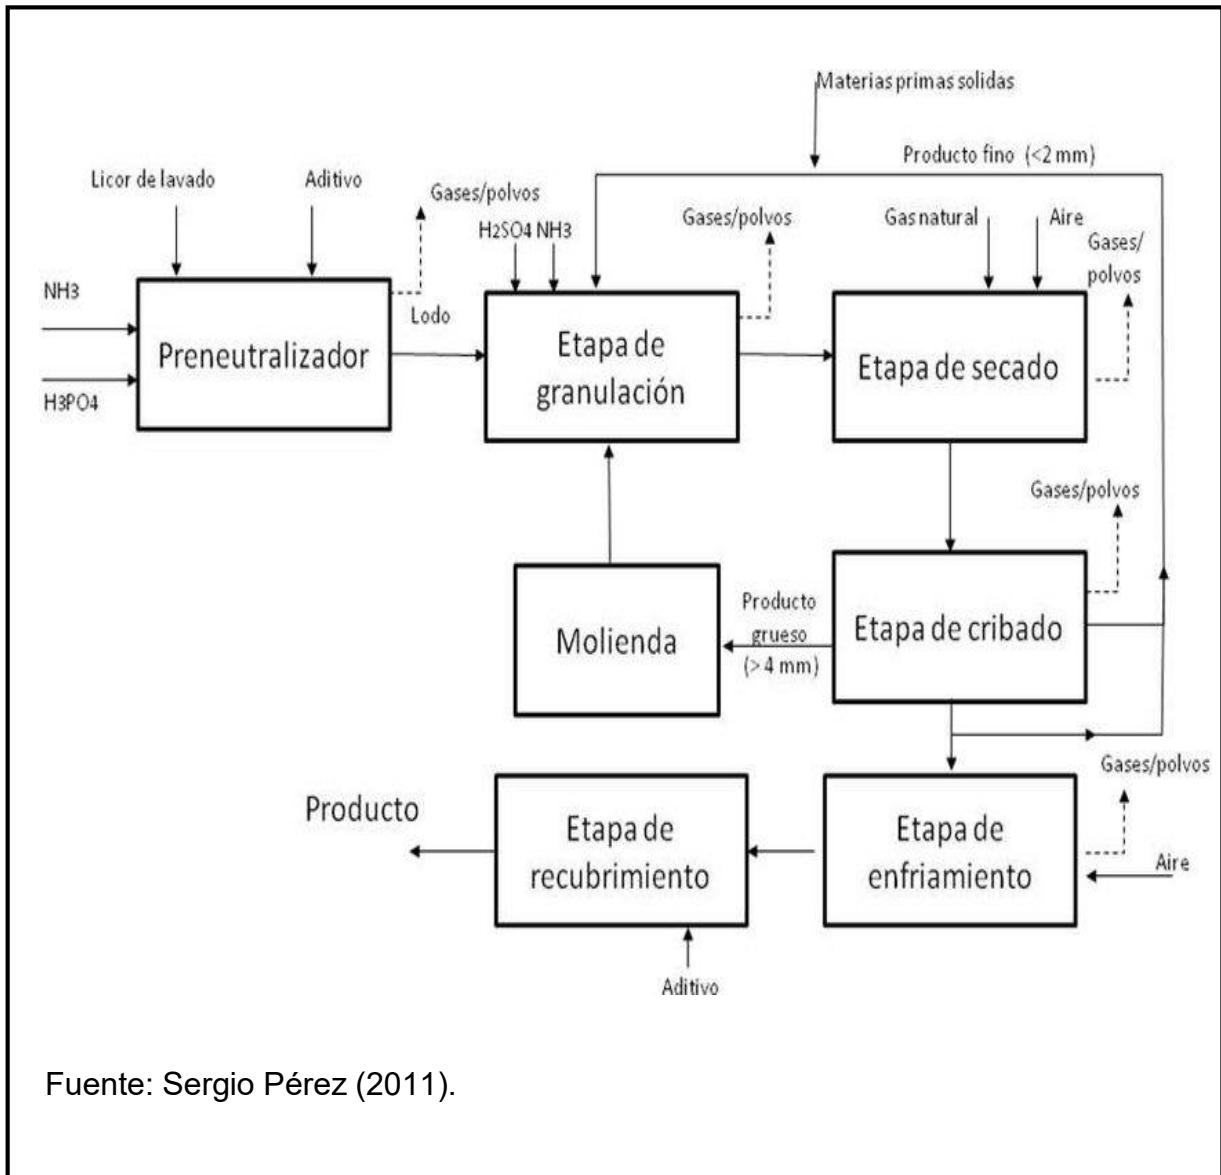 Materias primas solidas
Producto fino (<2 mm)
Licor de lavado
Aditivo
Gases/polvos
H2SO4 NH3
Gases/polvos
Gas natural
Aire
Gases/
polvos
NH3
H3PO4
Preneutralizador
Lodo
Etapa de
granulación
Etapa de secado
Gases/polvos
Molienda
Producto
grueso
(> 4 mm)
Etapa de cribado
Gases/polvos
Producto
Etapa de
recubrimiento
Etapa de
enfriamiento
Aire
Aditivo
Fuente: Sergio Pérez (2011).